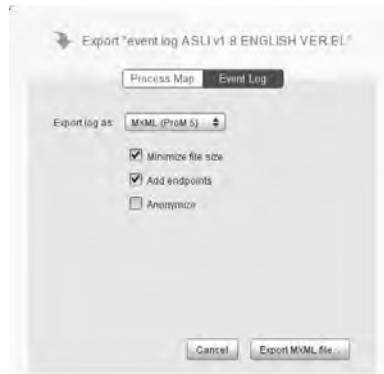 Export "event log ASLI v1 8 ENGLISH VER.EL"
Process Map Event Log
Export log as: MXML (ProM 5)
Minimize file size
Add endpoints
Anonymize
Cancel Export MXML file...